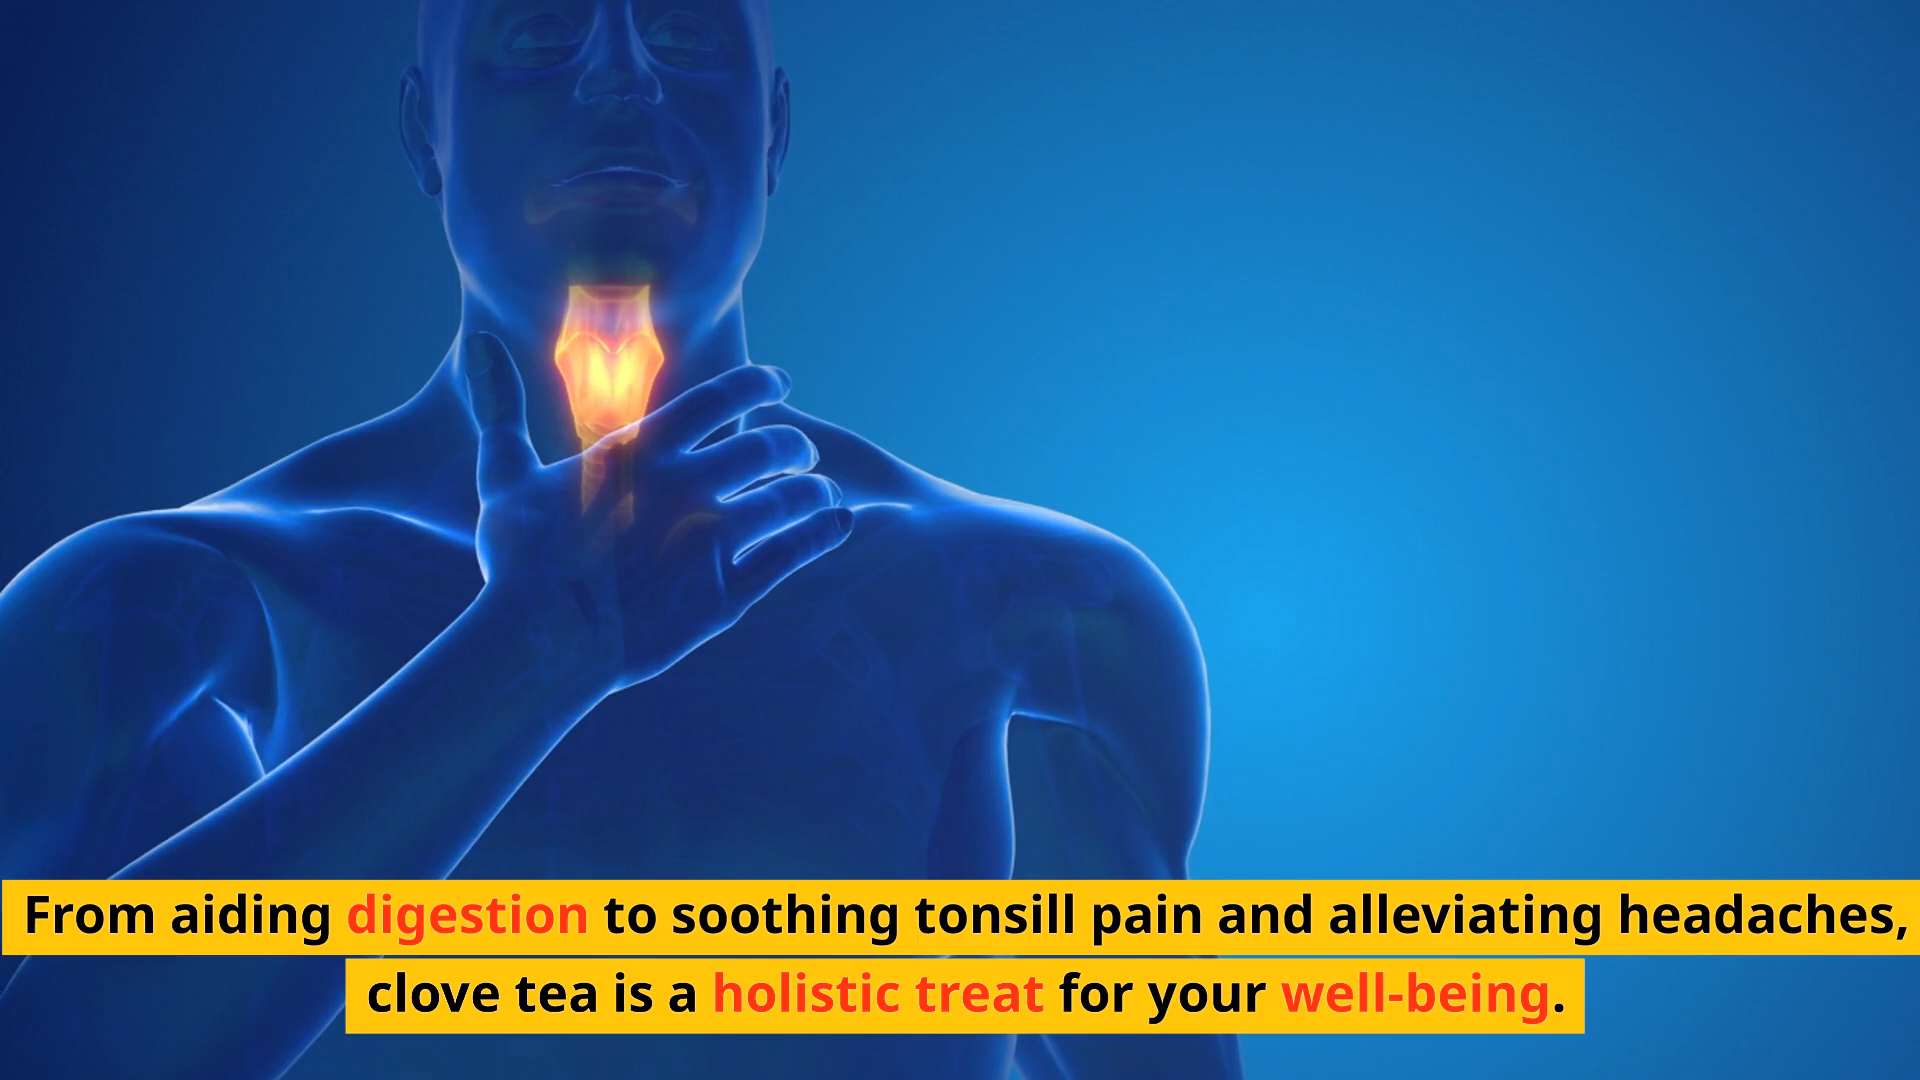 From aiding digestion to soothing tonsill pain and alleviating headaches,
clove tea is a holistic treat for your well-being.